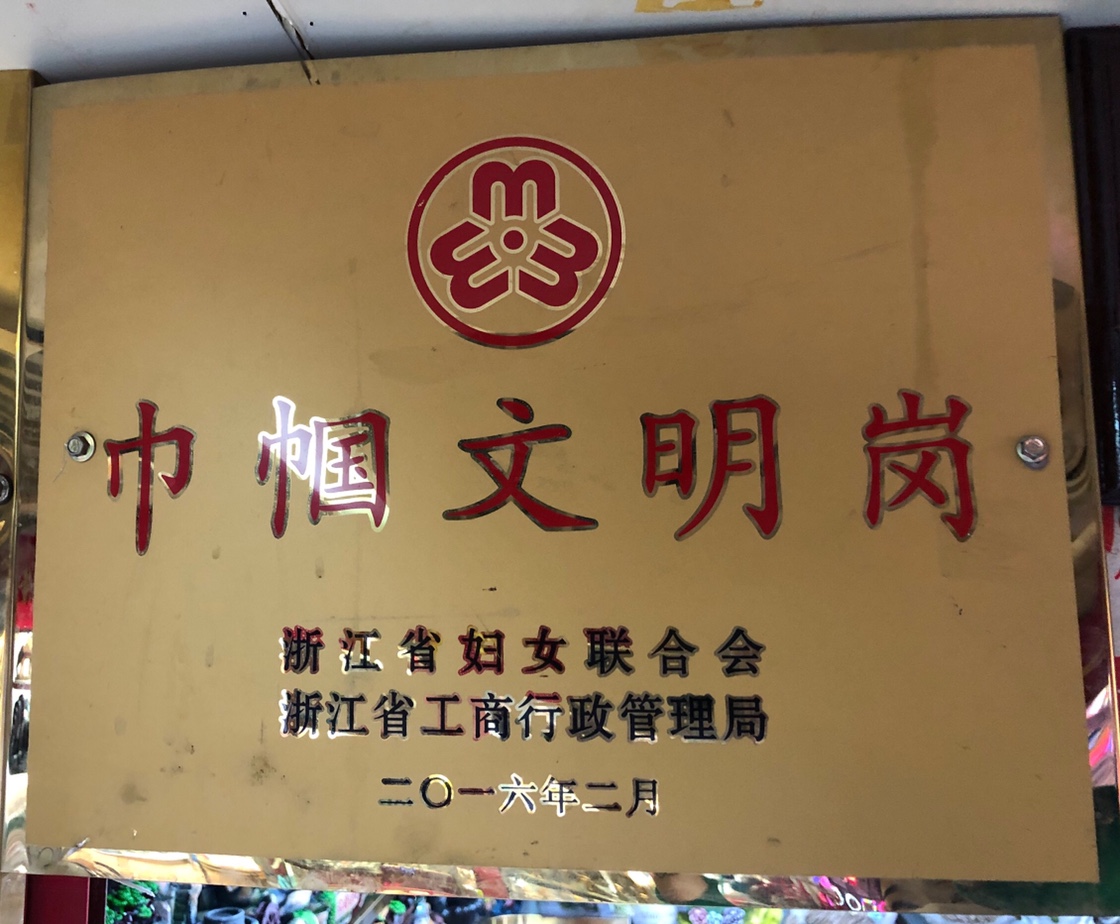 巾帼文明岗
浙江省妇女联合会
浙江省工商行政管理局
二〇一六年二月